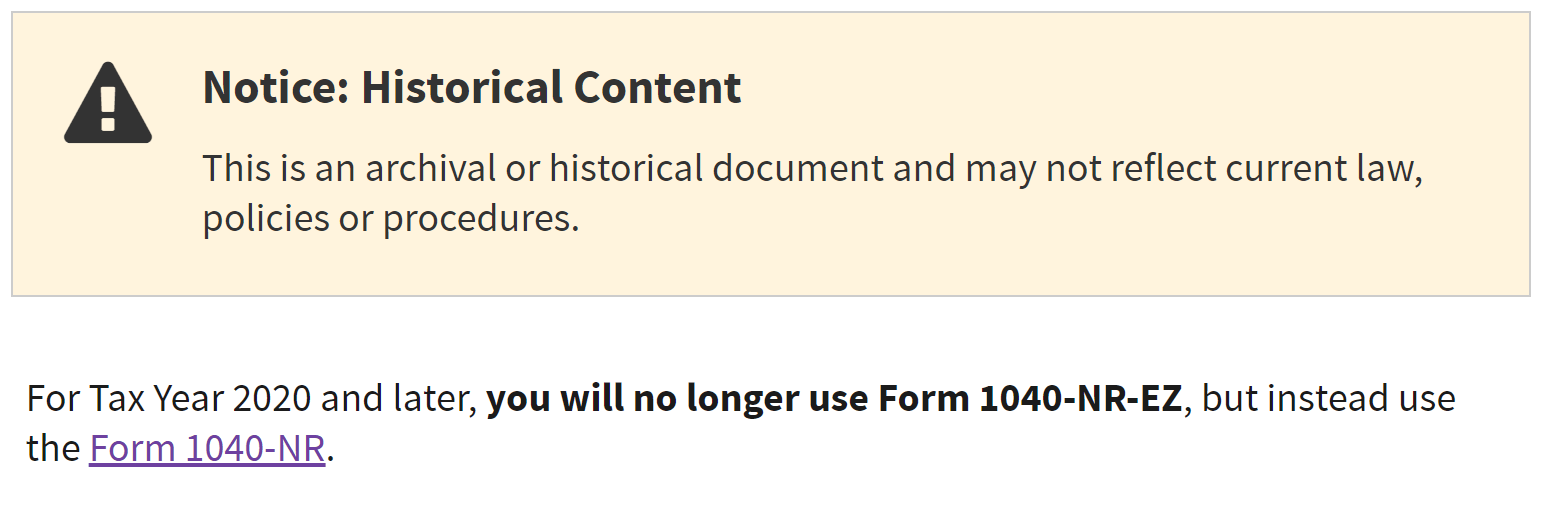 Notice: Historical Content
This is an archival or historical document and may not reflect current law,
policies or procedures.
For Tax Year 2020 and later, you will no longer use Form 1040-NR-EZ, but instead use
the Form 1040-NR.